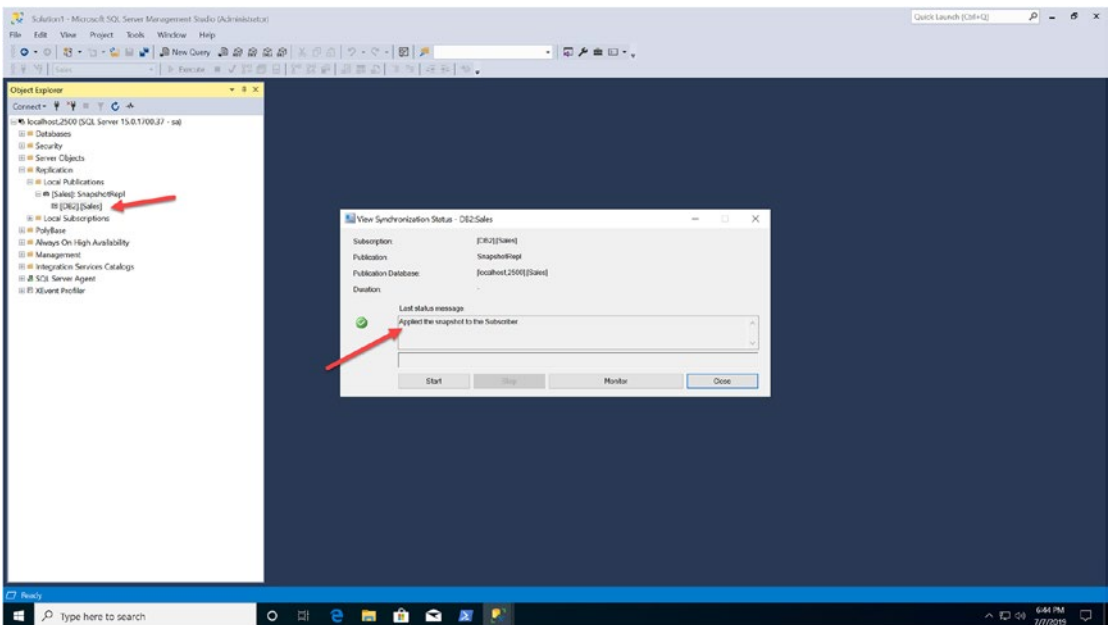 Solution1 - Microsoft SQL Server Management Studio (Administrator)
Quick Launch (Ctrl+Q)
File Edit View Project Tools Window Help
New Query
Sales
Execute
Object Explorer
Connect
localhost,2500 (SQL Server 15.0.1700.37 - sa)
Databases
Security
Server Objects
Replication
Local Publications
[Sales]: SnapshotRepl
[DB2].[Sales]
Local Subscriptions
PolyBase
Always On High Availability
Management
Integration Services Catalogs
SQL Server Agent
XEvent Profiler
View Synchronization Status - DB2:Sales
Subscription: [DB2].[Sales]
Publication: SnapshotRepl
Publication Database: [localhost,2500].[Sales]
Duration: -
Last status message:
Applied the snapshot to the Subscriber.
Start Stop Monitor Close
Ready
Type here to search
6:44 PM
7/7/2019